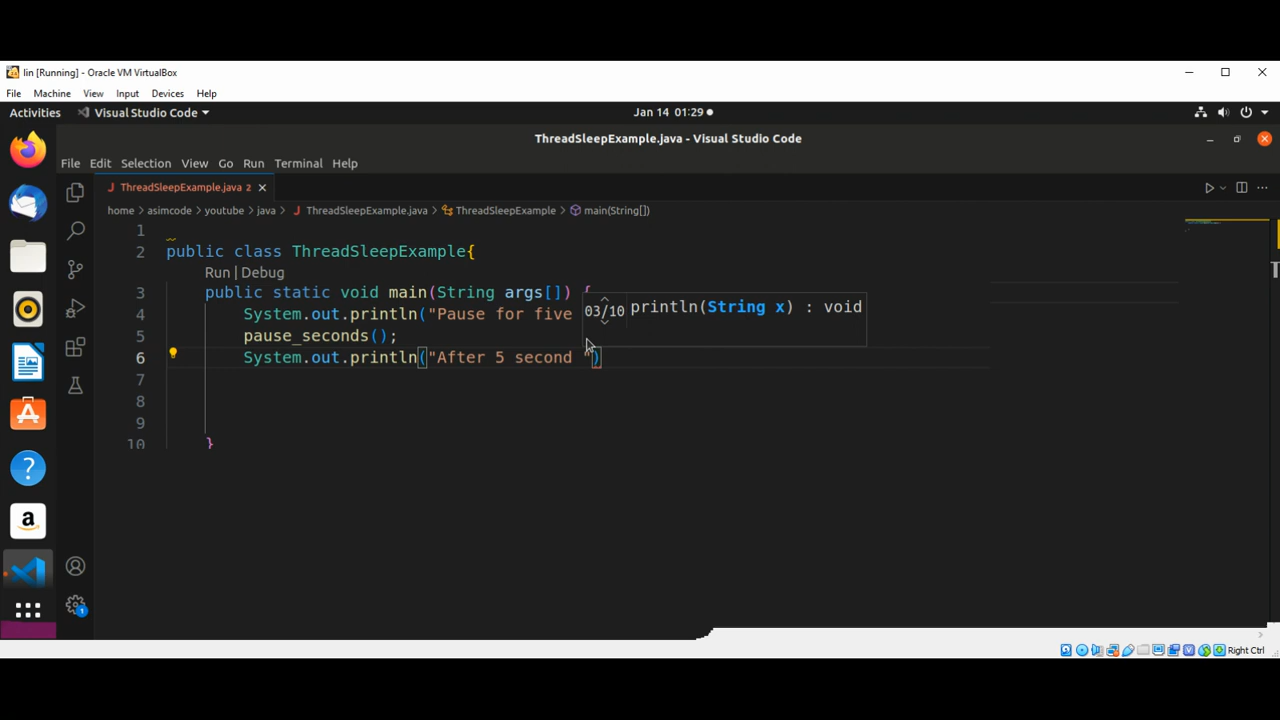 lin [Running] - Oracle VM VirtualBox
File Machine View Input Devices Help
Activities Visual Studio Code Jan 14 01:29
ThreadSleepExample.java - Visual Studio Code
File Edit Selection View Go Run Terminal Help
J ThreadSleepExample.java 2
home > asimcode > youtube > java > J ThreadSleepExample.java > ThreadSleepExample > main(String[])
1
2 public class ThreadSleepExample{
Run | Debug
3 public static void main(String args[]) {
03/10 println(String x) : void
4 System.out.println("Pause for five
5 pause_seconds();
6 System.out.println("After 5 second ")
7
8
9
10 }
a
1
Right Ctrl